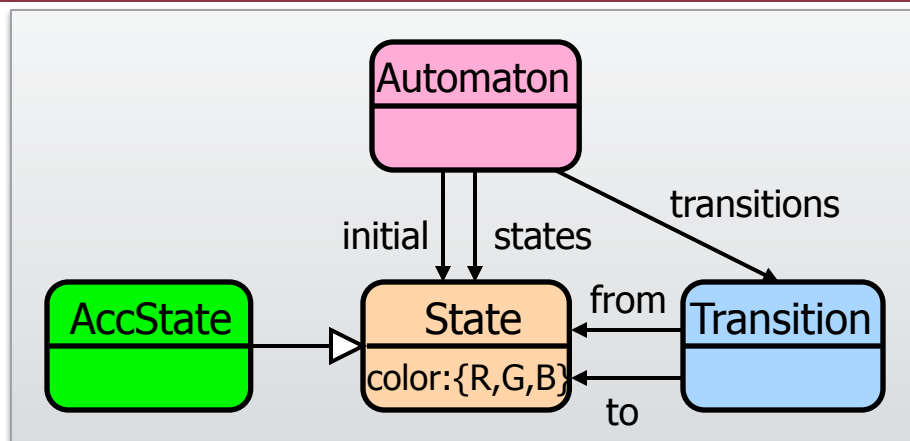 Automaton
transitions
initial
states
AccState
State
from
Transition
color:{R,G,B}
to